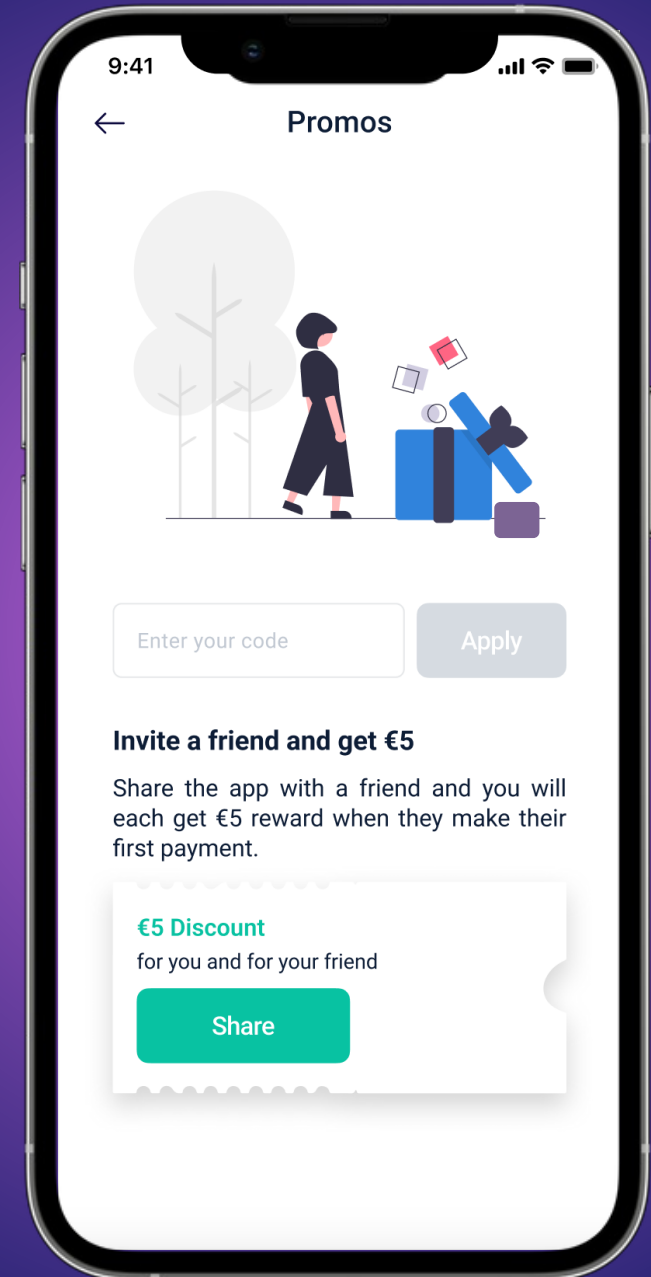 9:41
Promos
Enter your code
Apply
Invite a friend and get €5
Share the app with a friend and you will
each get €5 reward when they make their
first payment.
€5 Discount
for you and for your friend
Share